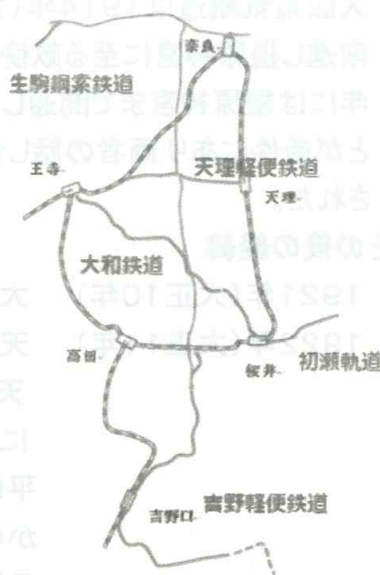 奈良
生駒鋼索鉄道
王寺
天理軽便鉄道
天理
大和鉄道
高田
桜井
初瀬軌道
吉野口
吉野軽便鉄道